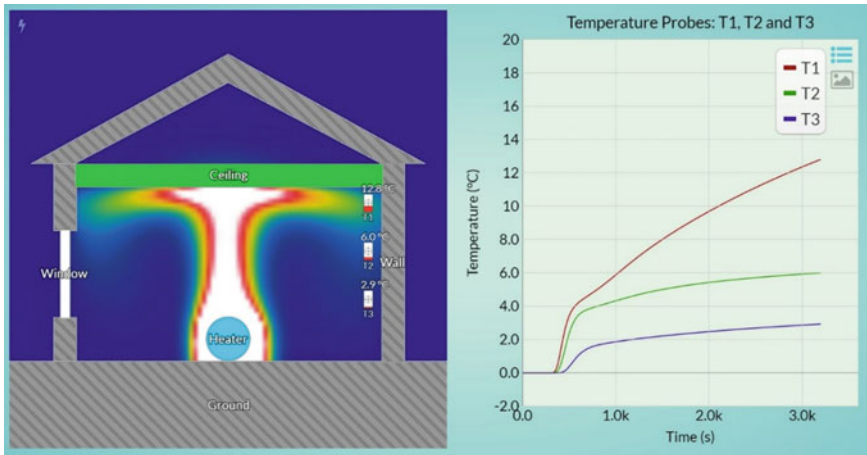 Ceiling
12.8 °C
T1
6.0 °C
T2
Window
Wall
2.9 °C
T3
Heater
Ground
Temperature Probes: T1, T2 and T3
20
18
16
14
12
10
8.0
6.0
4.0
2.0
0.0
-2.0
Temperature (°C)
T1
T2
T3
0.0
1.0k
2.0k
3.0k
Time (s)